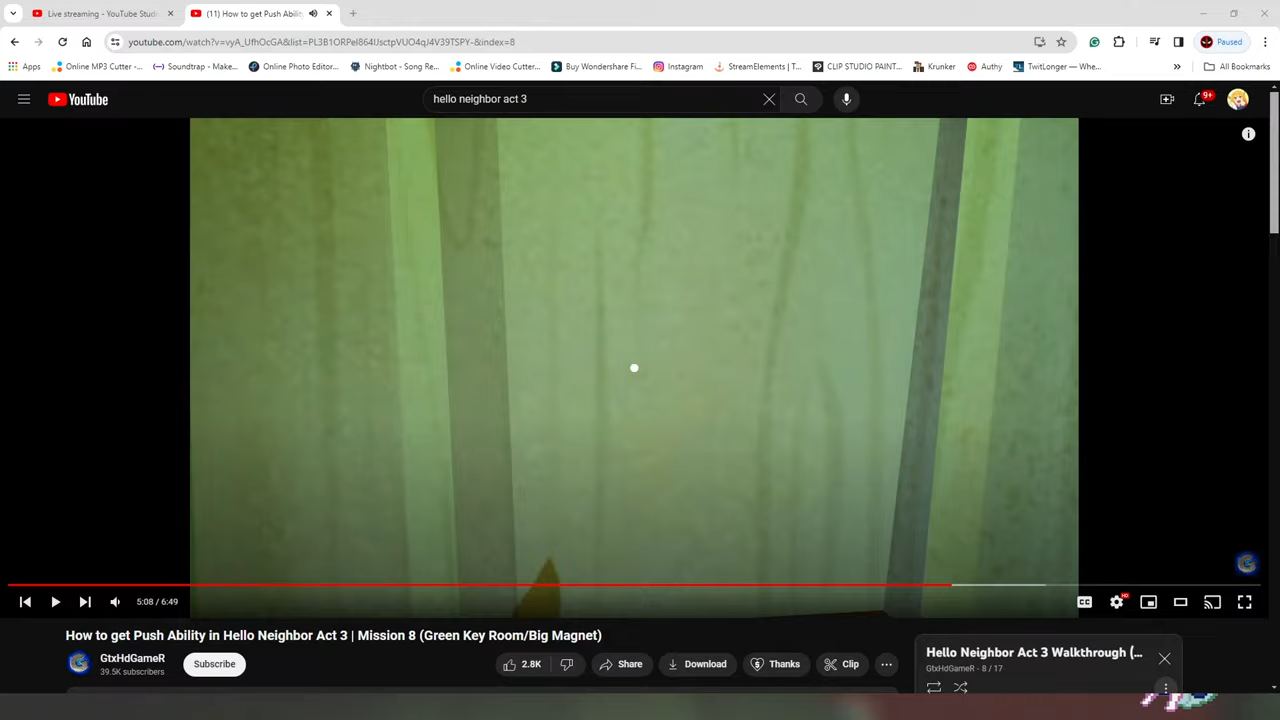 Live streaming - YouTube Stud
(11) How to get Push Ability
youtube.com/watch?v=vyA_UfhOcGA&list=PL3B1ORPeI864IJsctpVUO4qJ4V39TSPY-&index=8
Paused
Apps
Online MP3 Cutter -...
Soundtrap - Make...
Online Photo Editor...
Nightbot - Song Re...
Online Video Cutter...
Buy Wondershare Fi...
Instagram
StreamElements | T...
CLIP STUDIO PAINT...
Krunker
Authy
TwitLonger — Whe...
»
All Bookmarks
YouTube
hello neighbor act 3
9+
5:08 / 6:49
CC
HD
How to get Push Ability in Hello Neighbor Act 3 | Mission 8 (Green Key Room/Big Magnet)
GtxHdGameR
39.5K subscribers
Subscribe
2.8K
Share
Download
Thanks
Clip
Hello Neighbor Act 3 Walkthrough (...
GtxHdGameR - 8 / 17